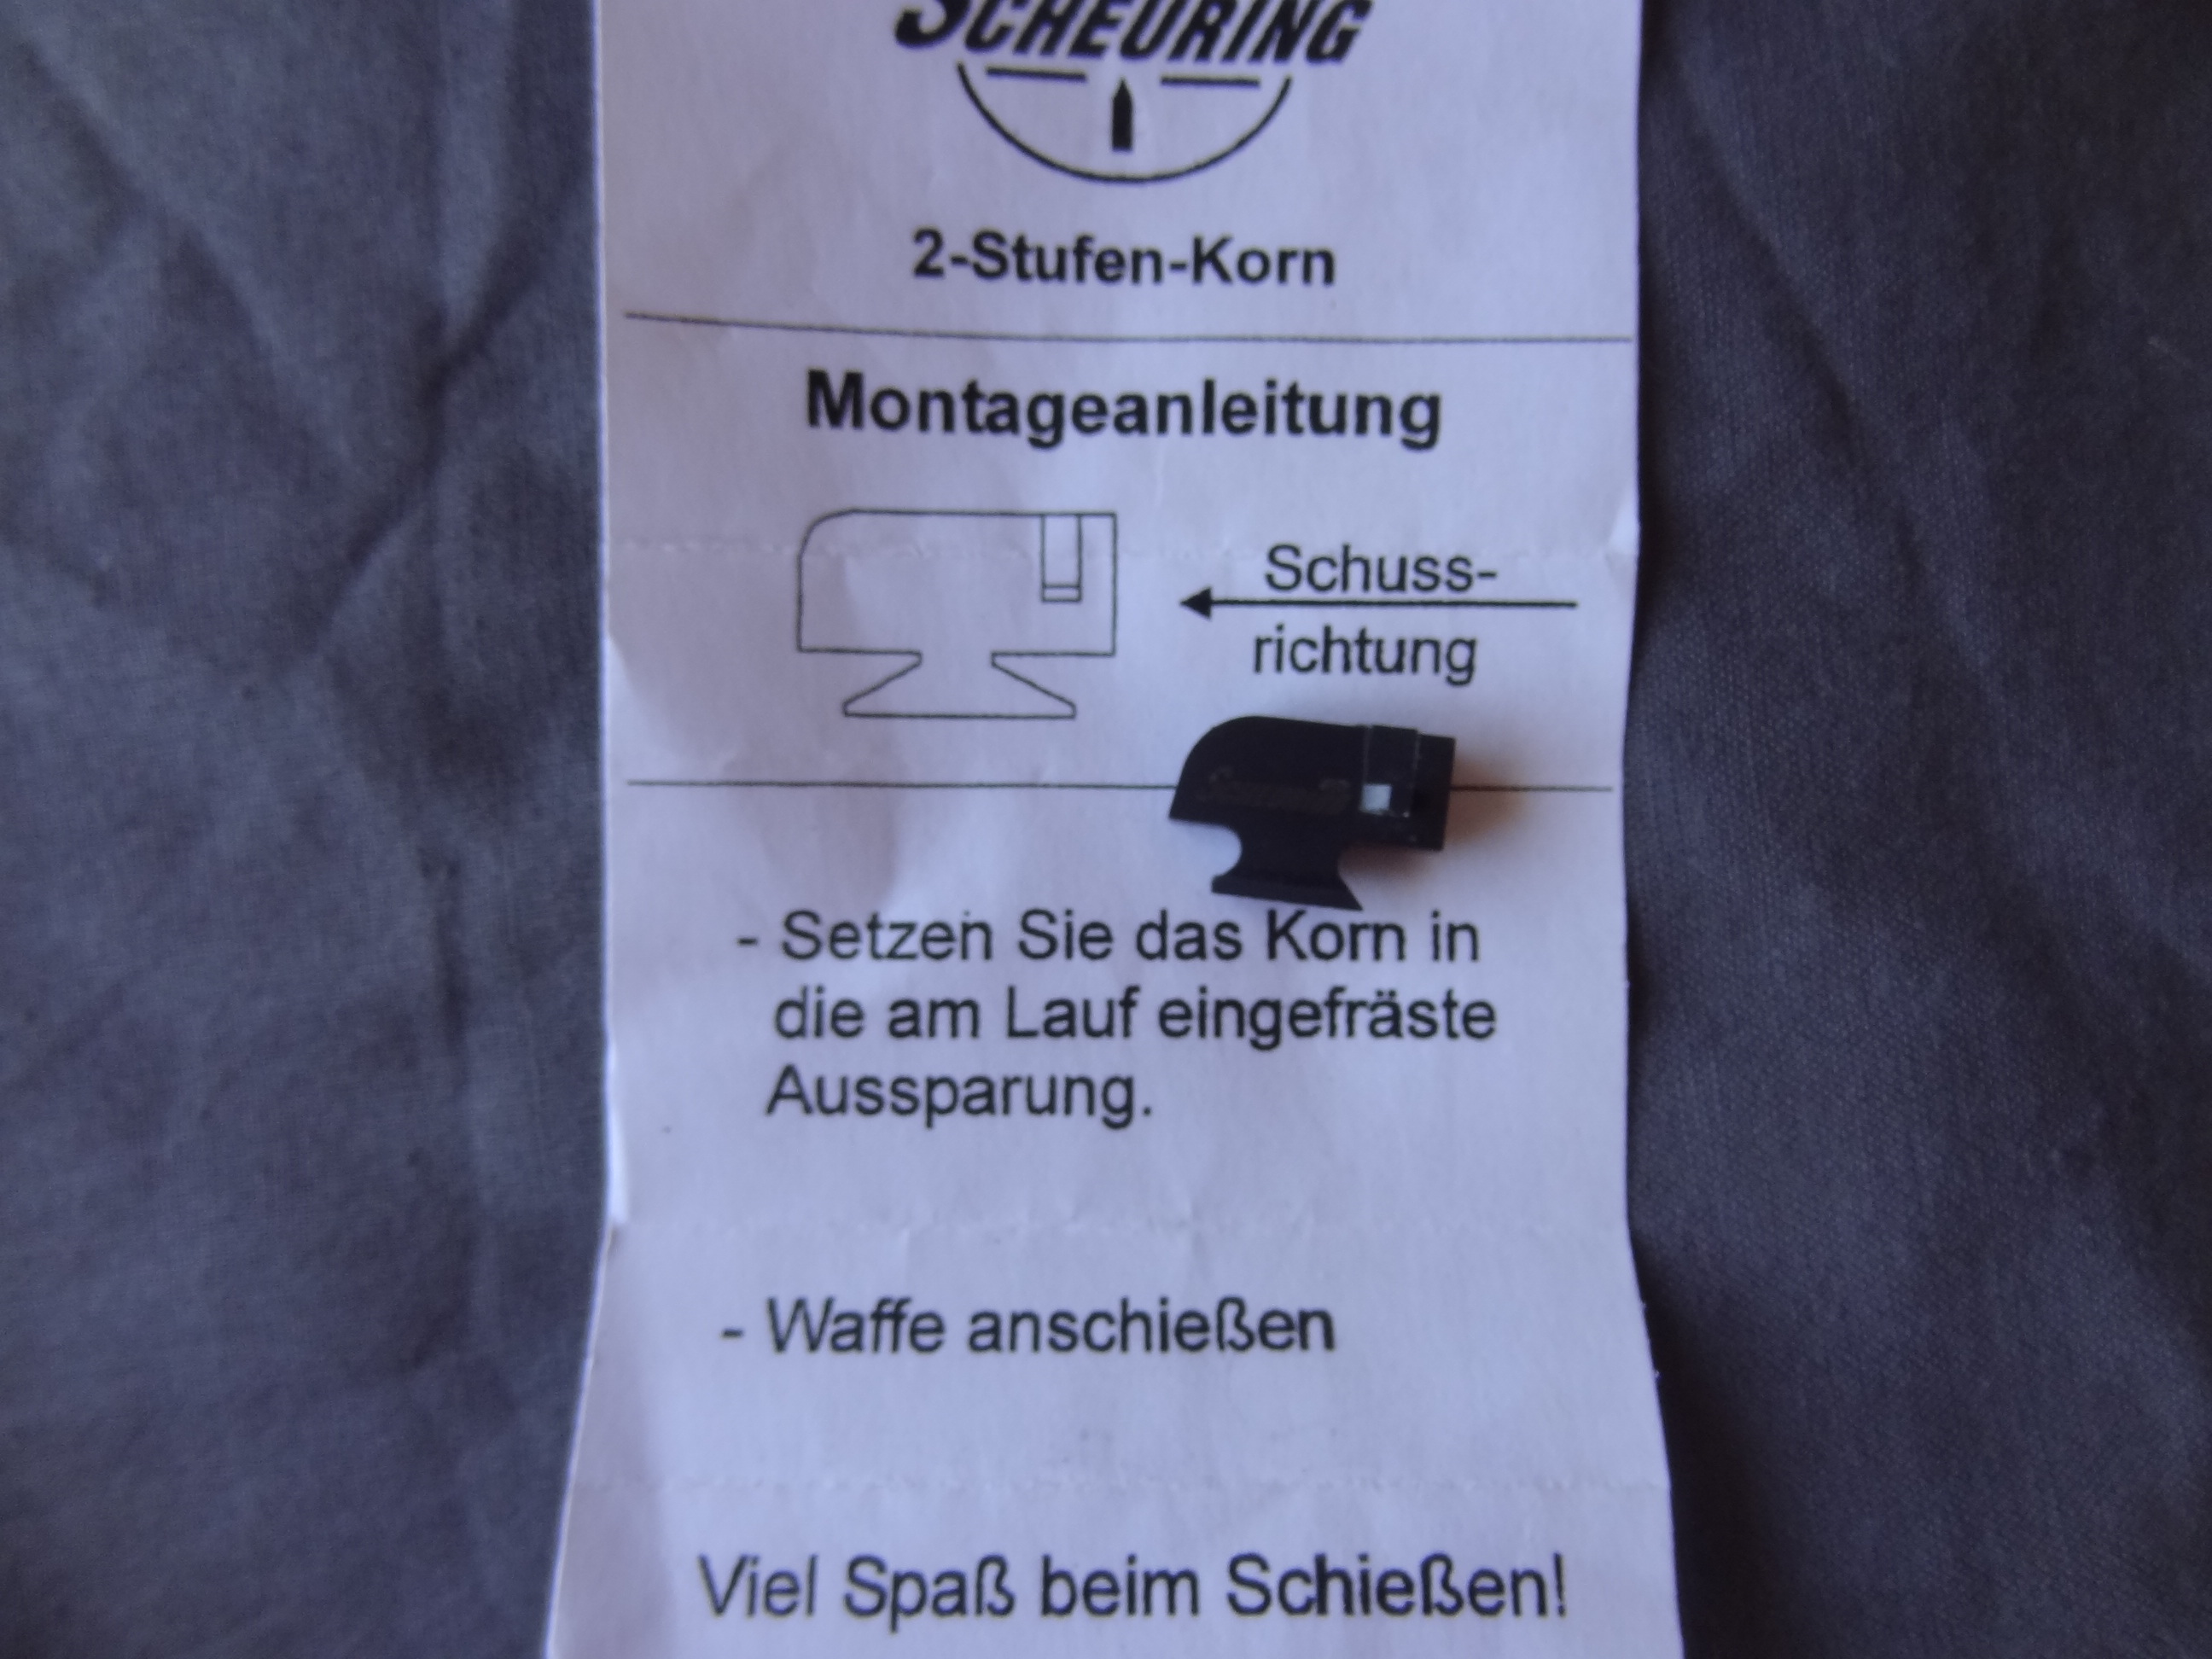 SCHEURING
2-Stufen-Korn
Montageanleitung
Schuss-
richtung
- Setzen Sie das Korn in
die am Lauf eingefräste
Aussparung.
- Waffe anschießen
Viel Spaß beim Schießen!